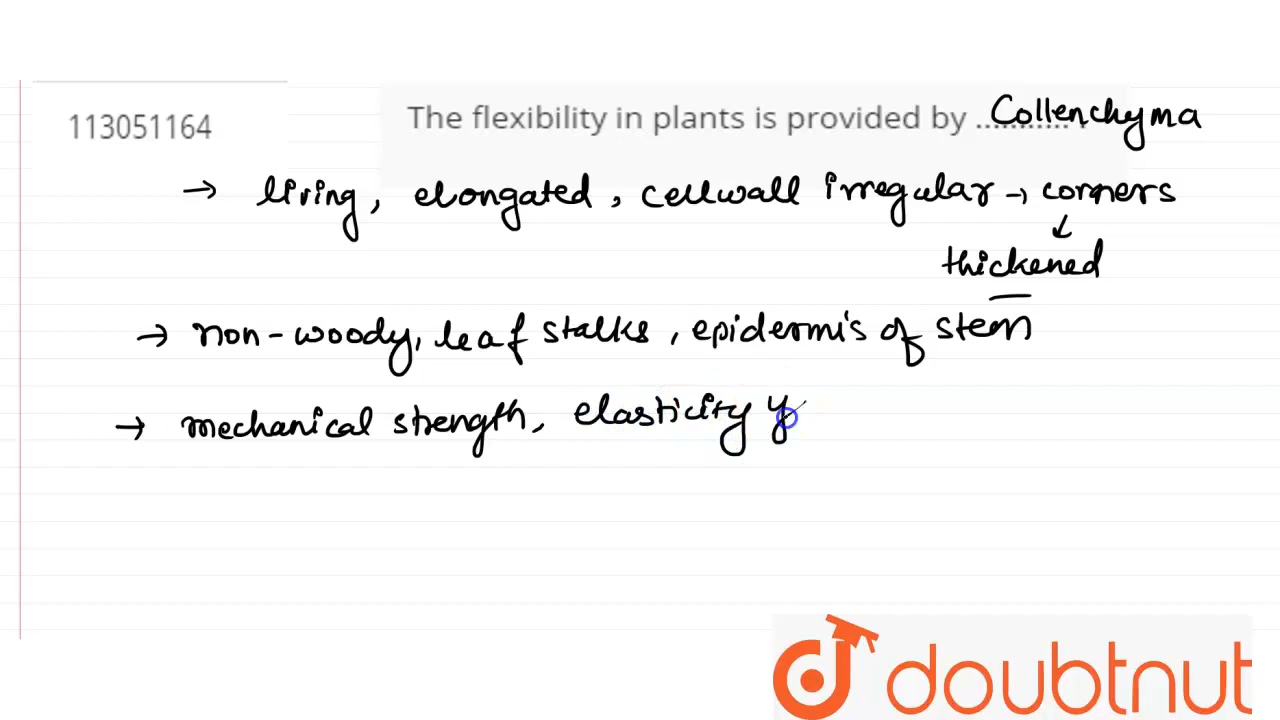 113051164
The flexibility in plants is provided by ............ Collenchyma
→ living, elongated, cellwall irregular → corners
↓
thickened
→ non-woody, leaf stalks, epidermis of stem
→ mechanical strength, elasticity y
doubtnut